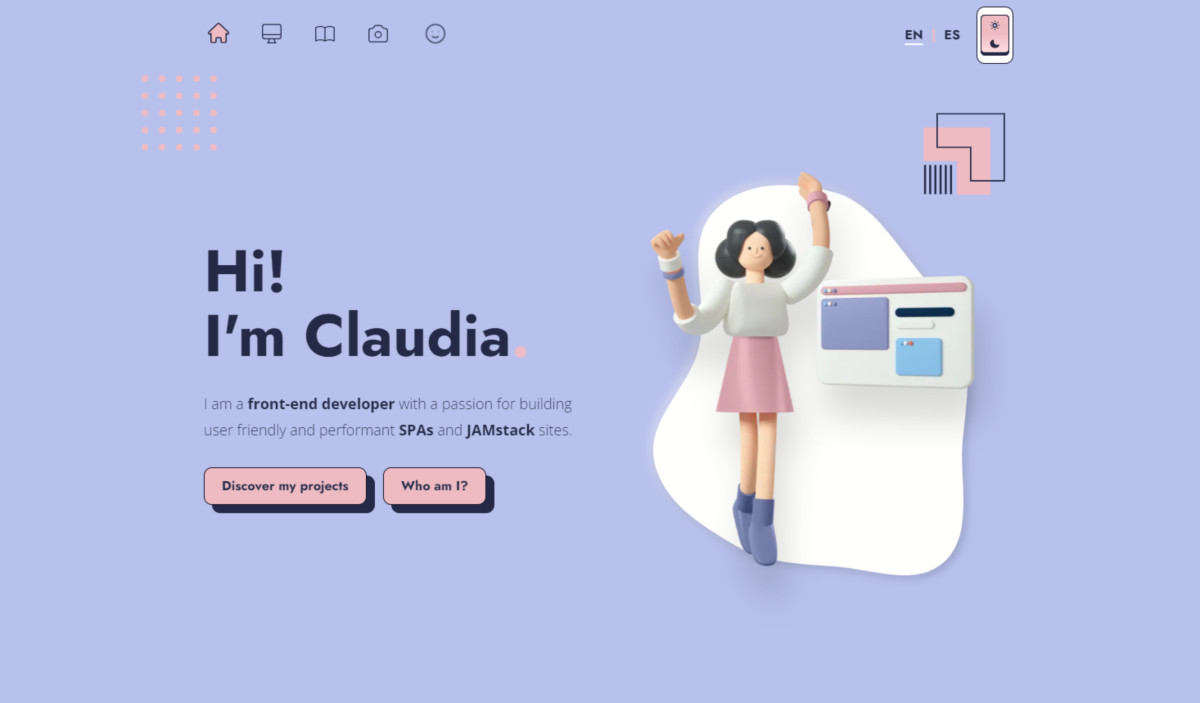 EN | ES
Hi!
I'm Claudia.
I am a front-end developer with a passion for building
user friendly and performant SPAs and JAMstack sites.
Discover my projects
Who am I?